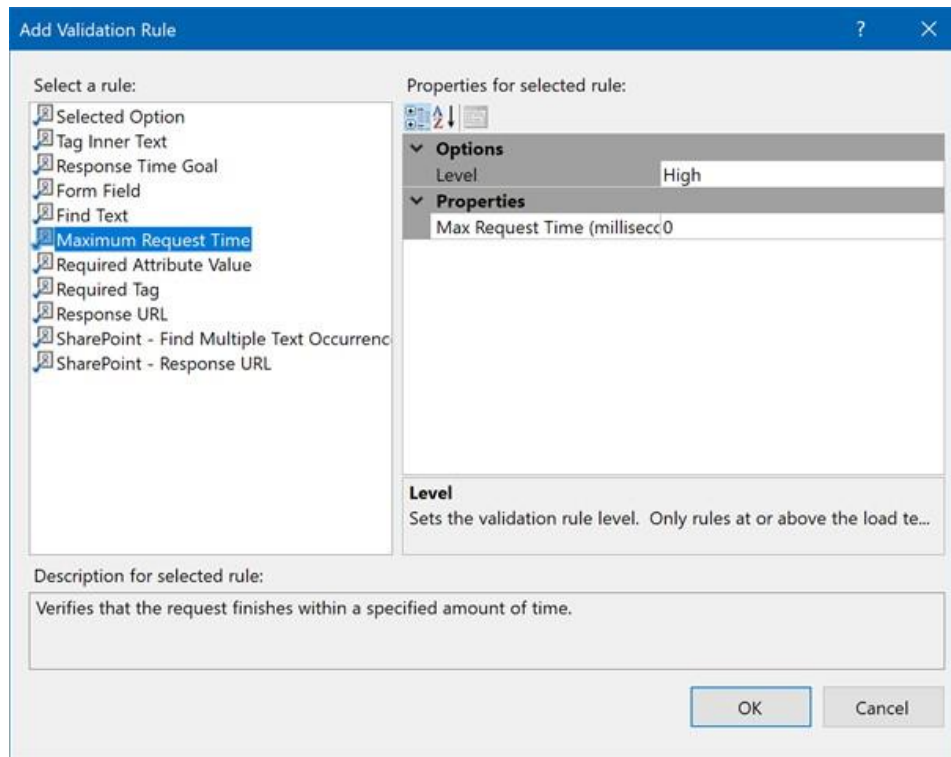 Add Validation Rule
Select a rule:
Selected Option
Tag Inner Text
Response Time Goal
Form Field
Find Text
Maximum Request Time
Required Attribute Value
Required Tag
Response URL
SharePoint - Find Multiple Text Occurrenc
SharePoint - Response URL
Properties for selected rule:
Options
Level High
Properties
Max Request Time (millisecc 0
Level
Sets the validation rule level. Only rules at or above the load te...
Description for selected rule:
Verifies that the request finishes within a specified amount of time.
OK Cancel